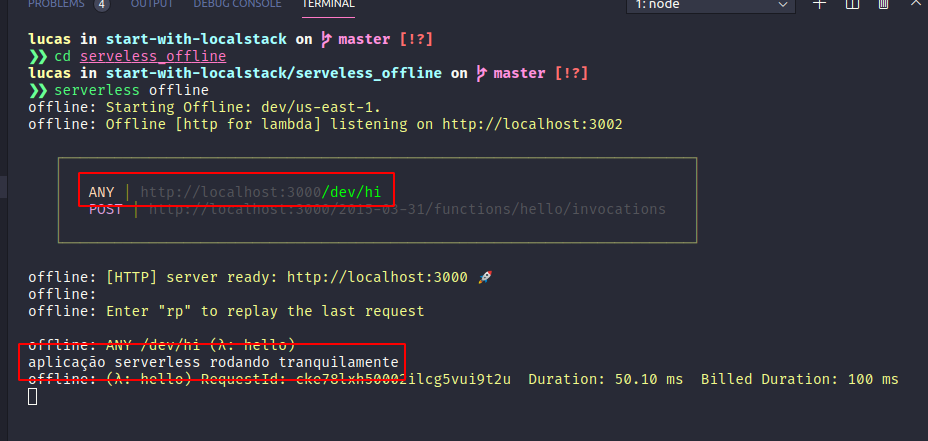 PROBLEMS 4 OUTPUT DEBUG CONSOLE TERMINAL 1: node
lucas in start-with-localstack on master [!?]
❯❯ cd serveless_offline
lucas in start-with-localstack/serveless_offline on master [!?]
❯❯ serverless offline
offline: Starting Offline: dev/us-east-1.
offline: Offline [http for lambda] listening on http://localhost:3002
ANY | http://localhost:3000/dev/hi
POST | http://localhost:3000/2015-03-31/functions/hello/invocations
offline: [HTTP] server ready: http://localhost:3000 🚀
offline:
offline: Enter "rp" to replay the last request
offline: ANY /dev/hi (λ: hello)
aplicação serverless rodando tranquilamente
offline: (λ: hello) RequestId: cke78lxh50002ilcg5vui9t2u Duration: 50.10 ms Billed Duration: 100 ms